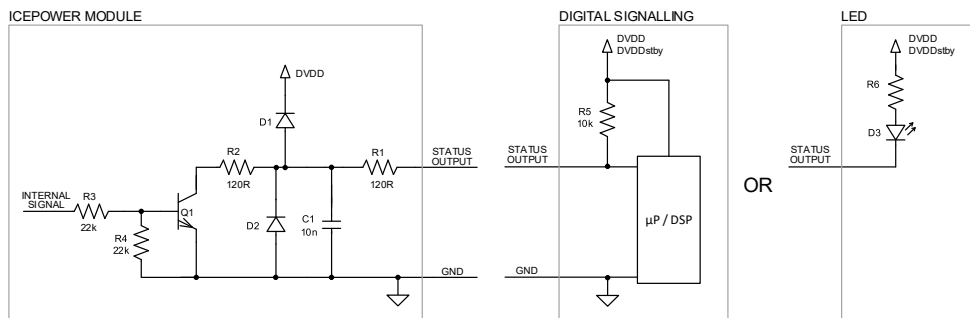 ICEPOWER MODULE
DVDD
D1
R2
120R
R1
120R
STATUS
OUTPUT
INTERNAL
SIGNAL
R3
22k
Q1
R4
22k
D2
C1
10n
GND
DIGITAL SIGNALLING
DVDD
DVDDstby
R5
10k
STATUS
OUTPUT
µP / DSP
GND
OR
LED
DVDD
DVDDstby
R6
D3
STATUS
OUTPUT